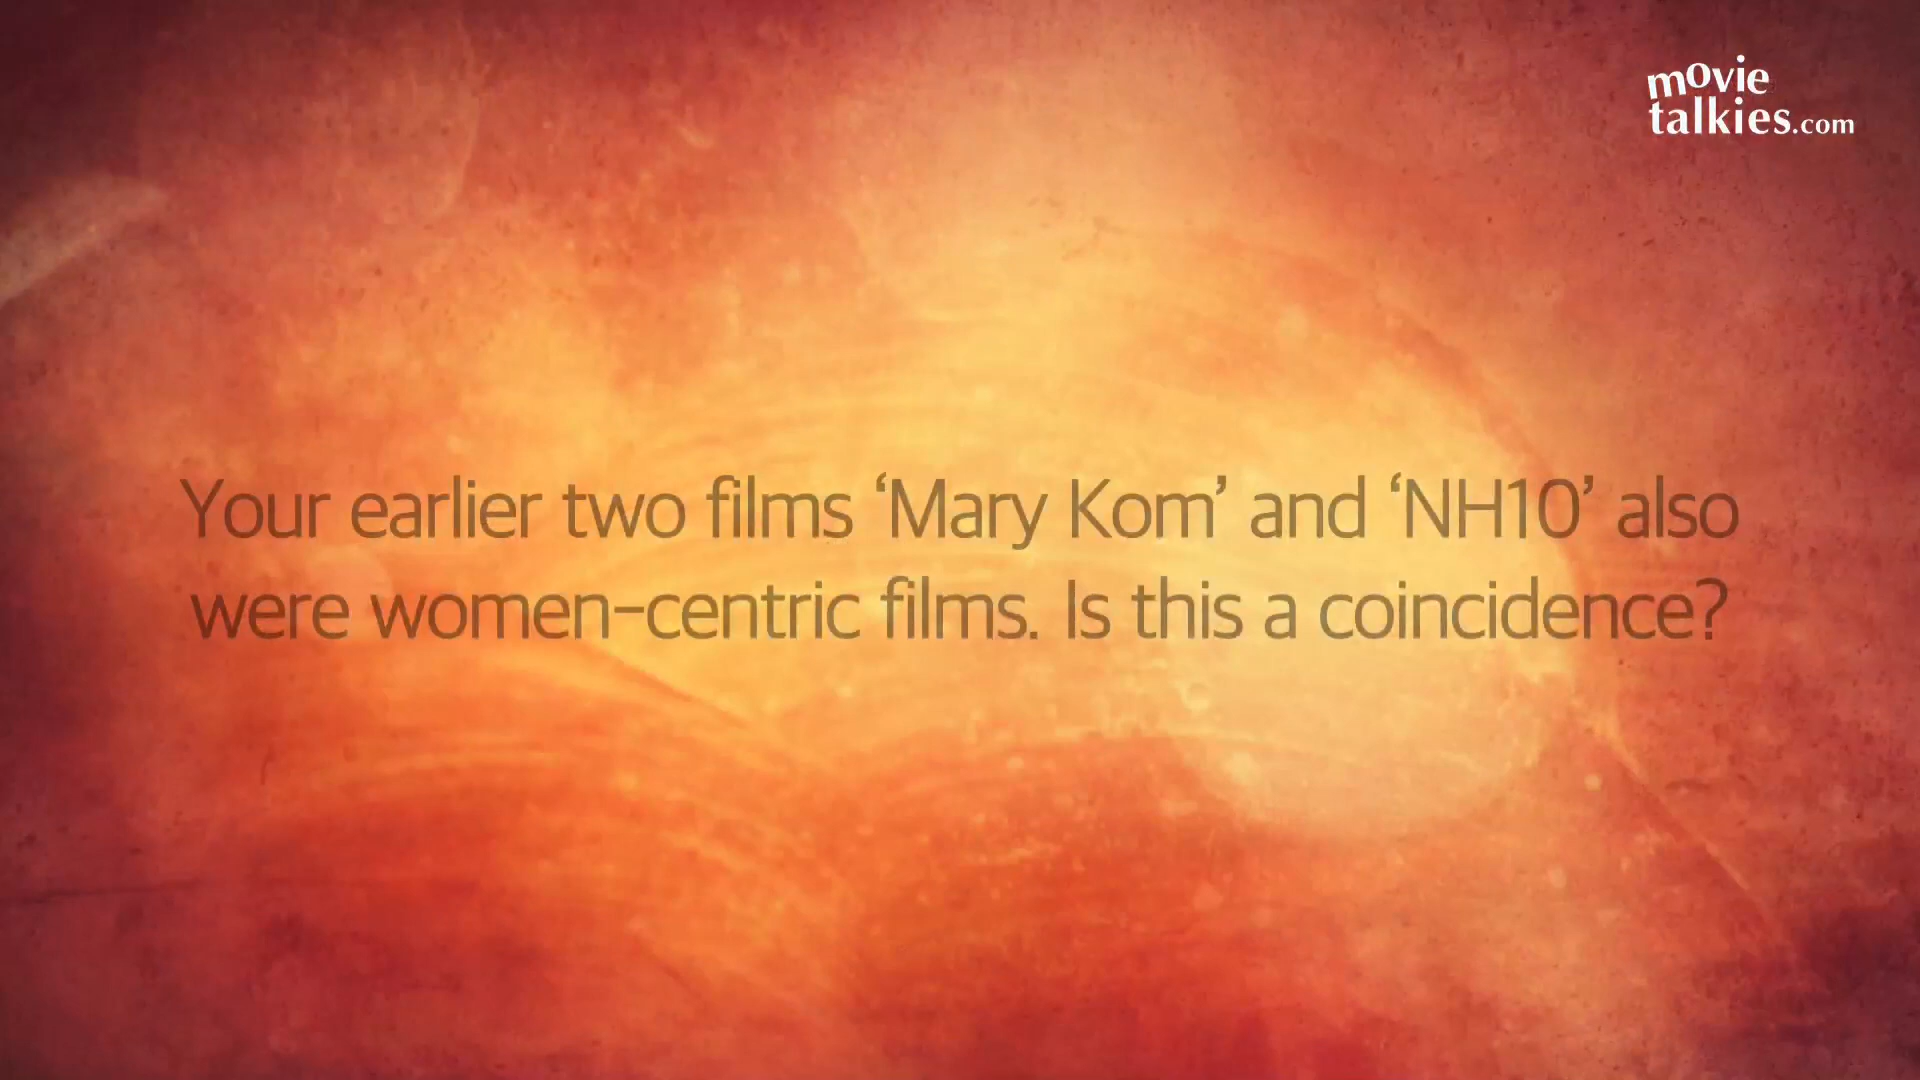 movie
talkies.com
Your earlier two films ‘Mary Kom’ and ‘NH10’ also
were women-centric films. Is this a coincidence?